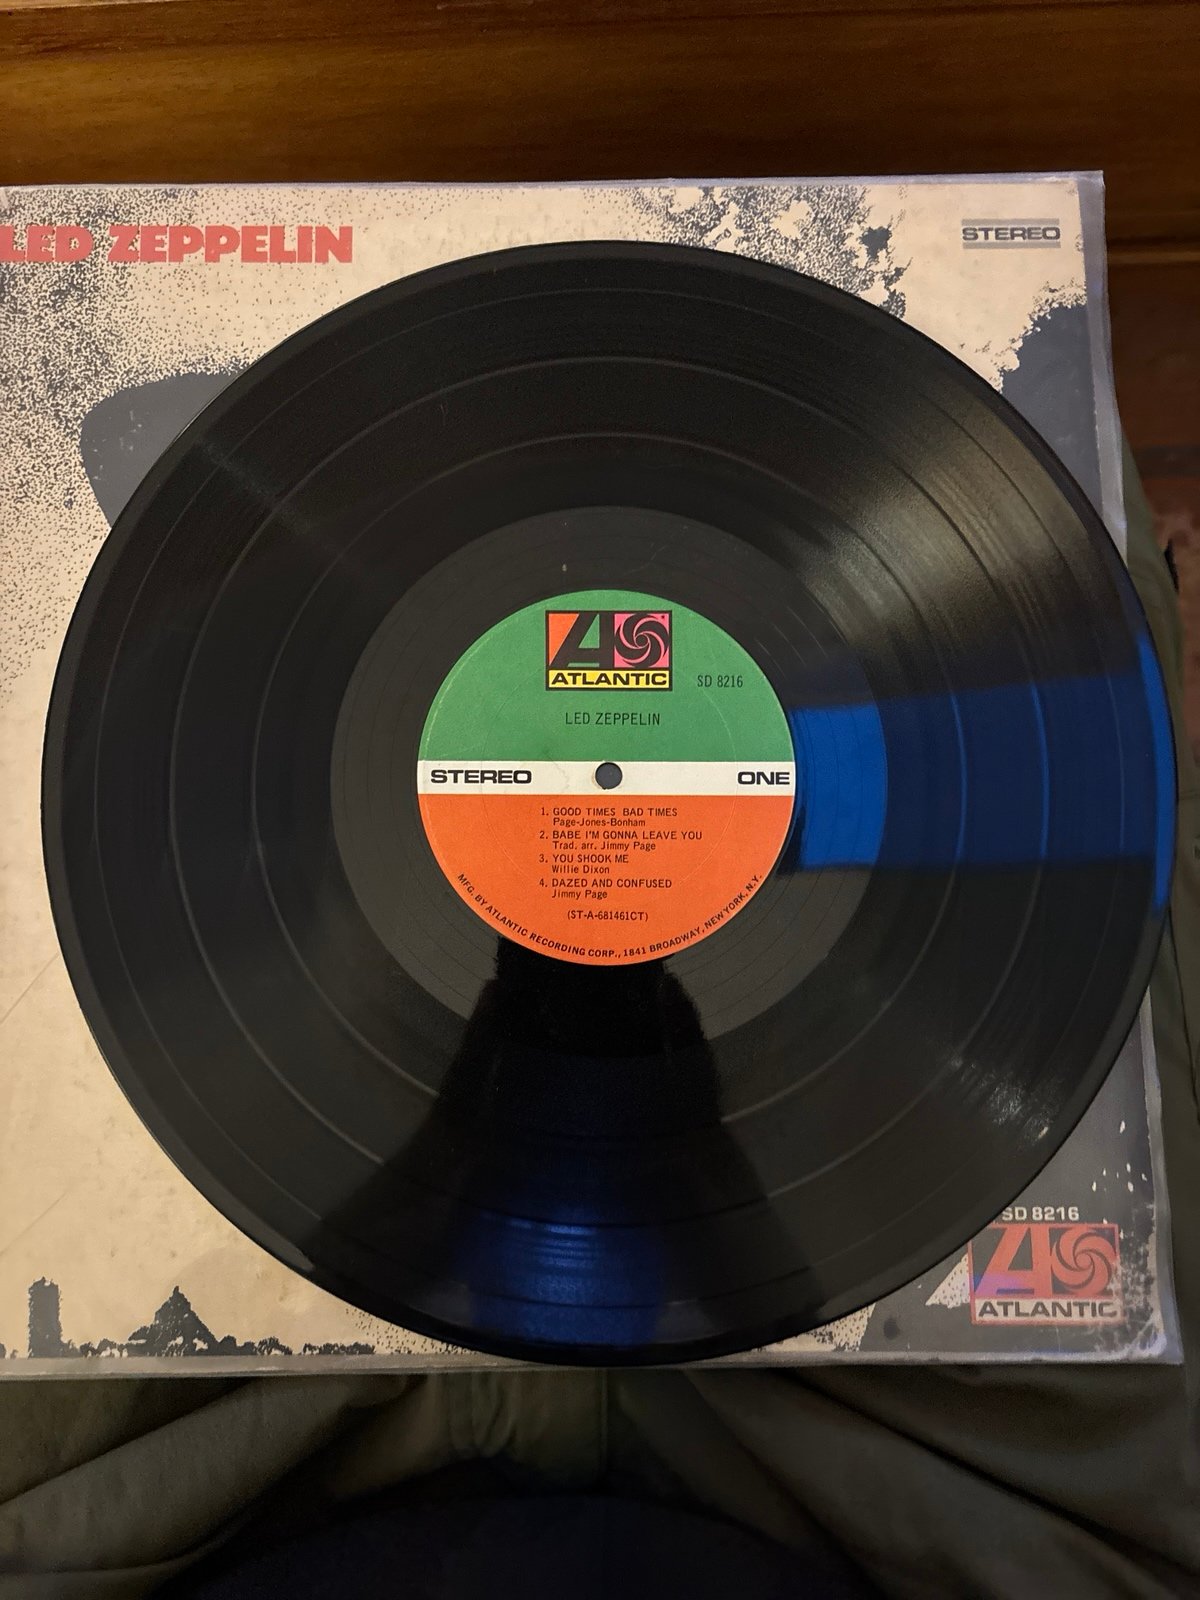 LED ZEPPELIN
STEREO
ATLANTIC
SD 8216
LED ZEPPELIN
STEREO ONE
1. GOOD TIMES BAD TIMES
Page-Jones-Bonham
2. BABE I'M GONNA LEAVE YOU
Trad. arr. Jimmy Page
3. YOU SHOOK ME
Willie Dixon
4. DAZED AND CONFUSED
Jimmy Page
(ST-A-681461CT)
MFG. BY ATLANTIC RECORDING CORP., 1841 BROADWAY, NEW YORK, N.Y.
SD 8216
ATLANTIC